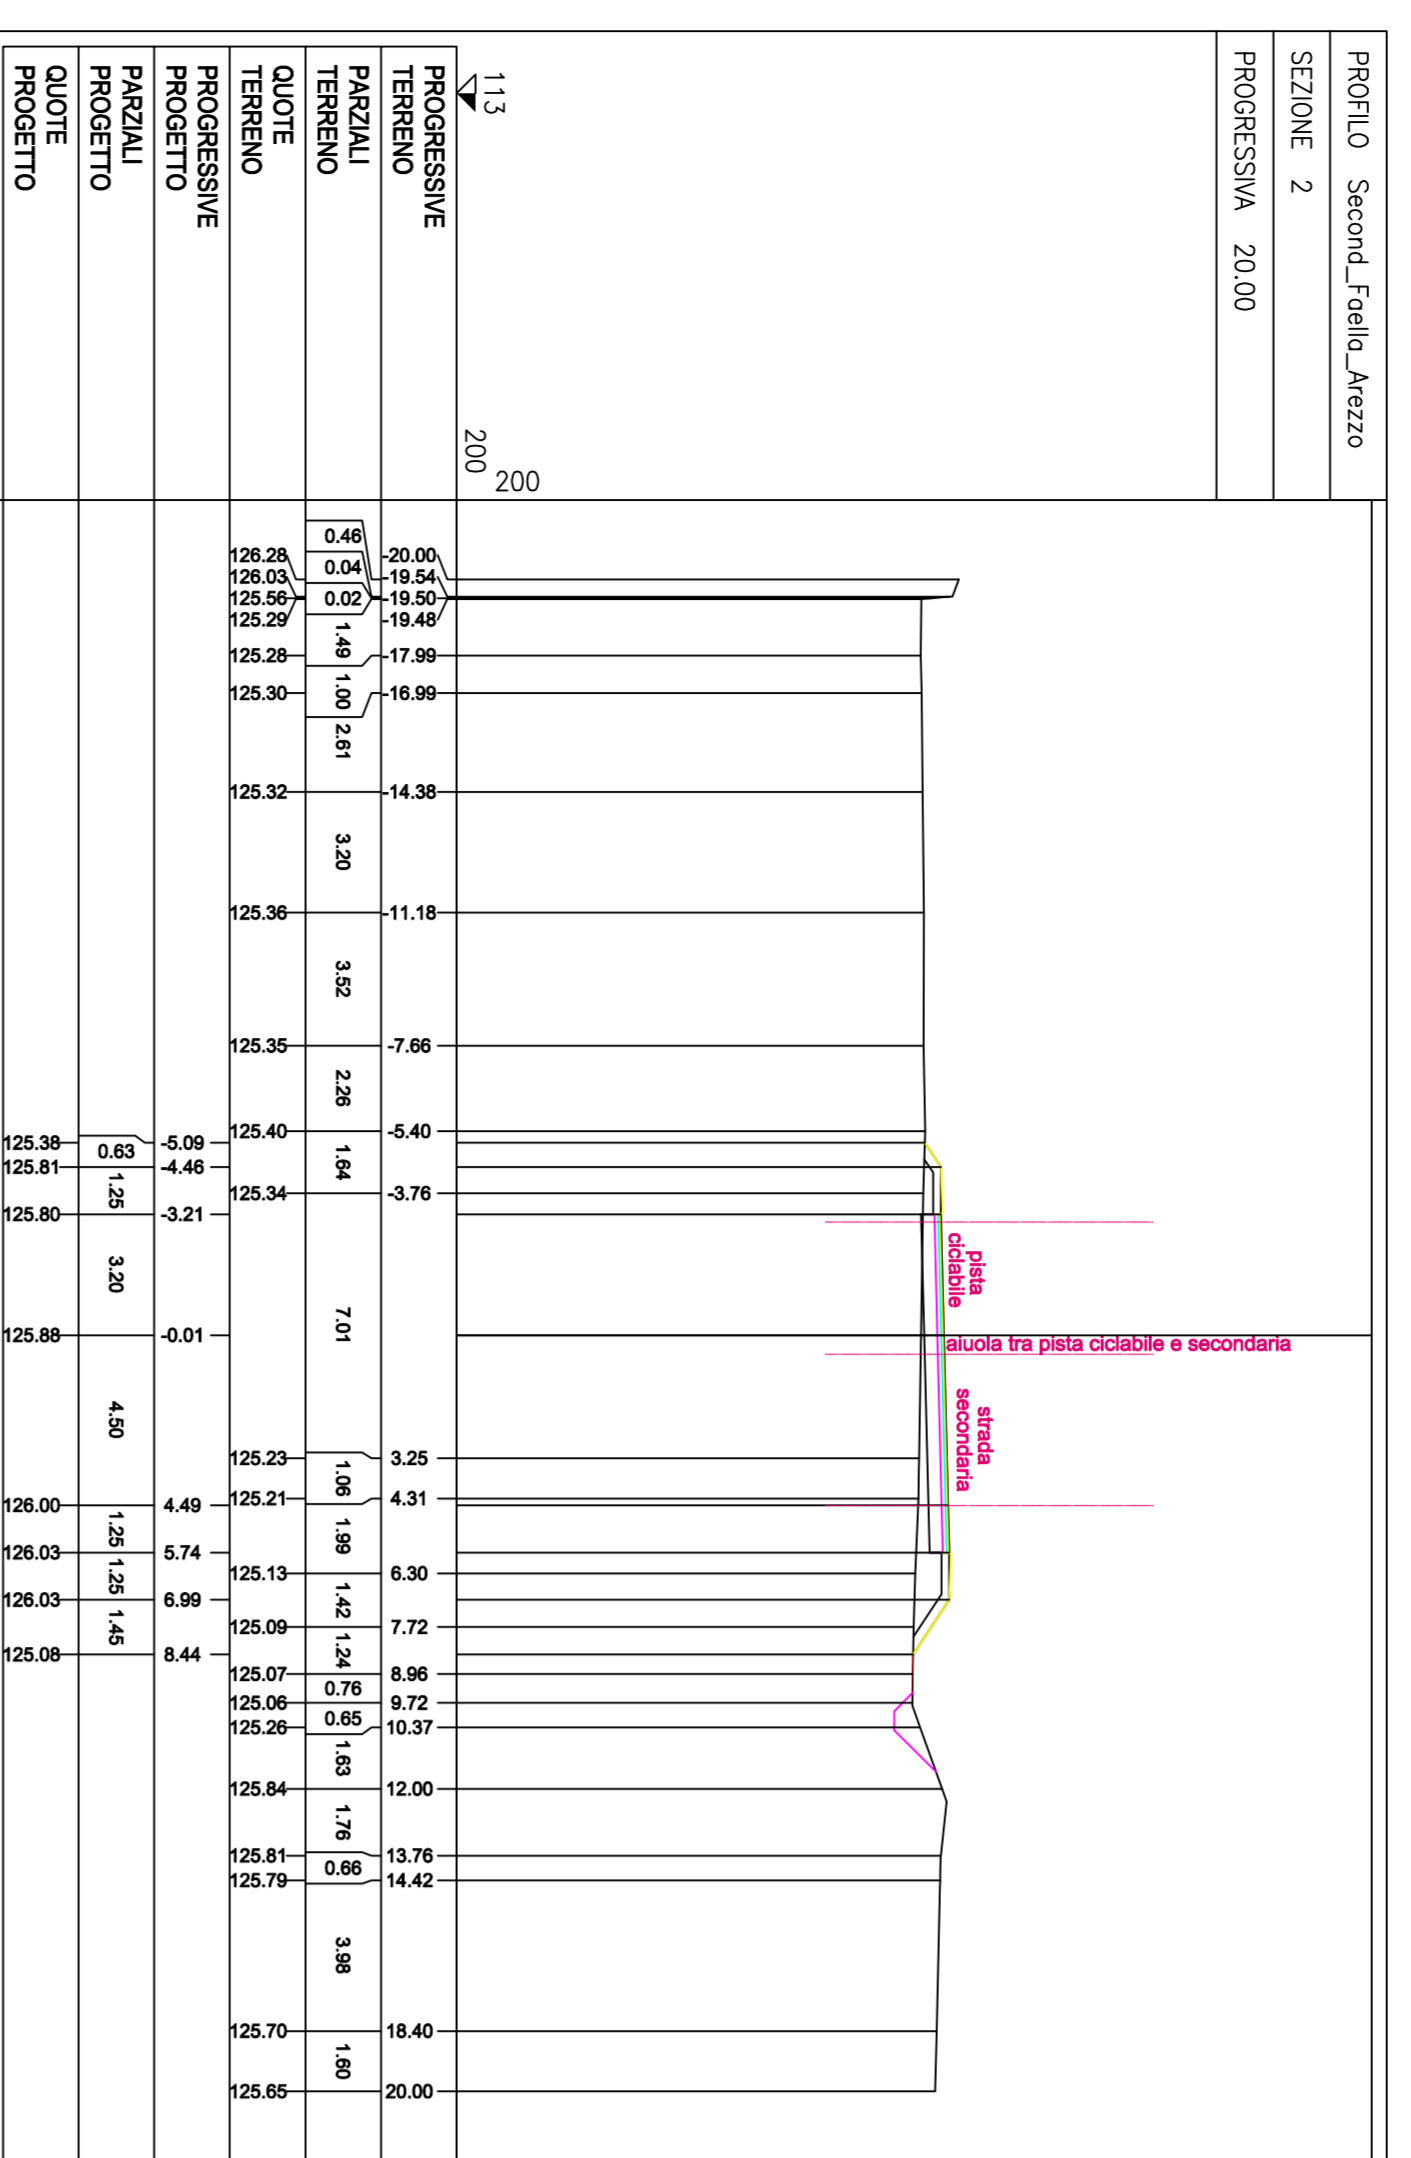 PROFILO Second_Faella_Arezzo
SEZIONE 2
PROGRESSIVA 20.00
113
200
200
pista
ciclabile
aiuola tra pista ciclabile e secondaria
strada
secondaria
PROGRESSIVE
TERRENO
-20.00 -19.54 -19.50 -19.48 -17.99 -16.99 -14.38 -11.18 -7.66 -5.40 -3.76 3.25 4.31 6.30 7.72 8.96 9.72 10.37 12.00 13.76 14.42 18.40 20.00
PARZIALI
TERRENO
0.46 0.04 0.02 1.49 1.00 2.61 3.20 3.52 2.26 1.64 7.01 1.06 1.99 1.42 1.24 0.76 0.65 1.63 1.76 0.66 3.98 1.60
QUOTE
TERRENO
126.28 126.03 125.56 125.29 125.28 125.30 125.32 125.36 125.35 125.40 125.34 125.23 125.21 125.13 125.09 125.07 125.06 125.26 125.84 125.81 125.79 125.70 125.65
PROGRESSIVE
PROGETTO
-5.09 -4.46 -3.21 -0.01 4.49 5.74 6.99 8.44
PARZIALI
PROGETTO
0.63 1.25 3.20 4.50 1.25 1.25 1.45
QUOTE
PROGETTO
125.38 125.81 125.80 125.88 126.00 126.03 126.03 125.08